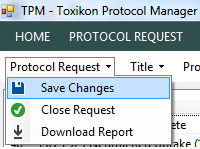 TPM - Toxikon Protocol Manager
HOME PROTOCOL REQUEST
Protocol Request Title
Save Changes
Close Request
Download Report